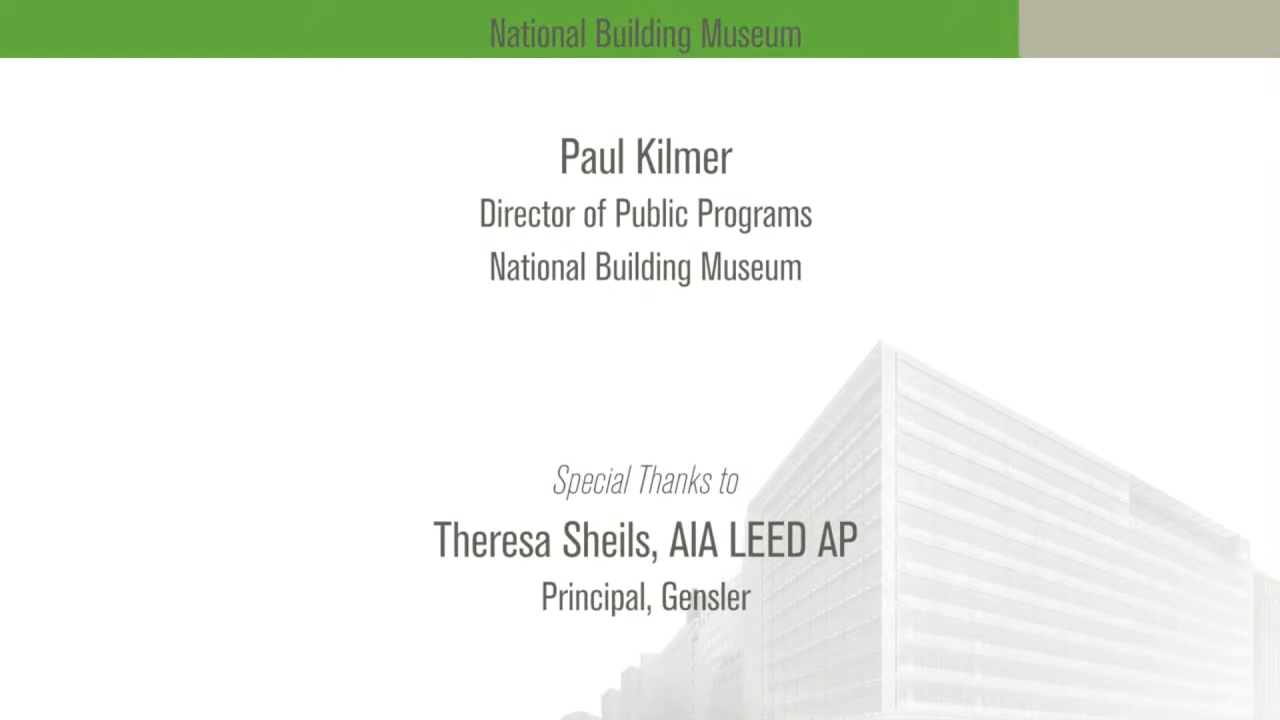 National Building Museum
Paul Kilmer
Director of Public Programs
National Building Museum
Special Thanks to
Theresa Sheils, AIA LEED AP
Principal, Gensler